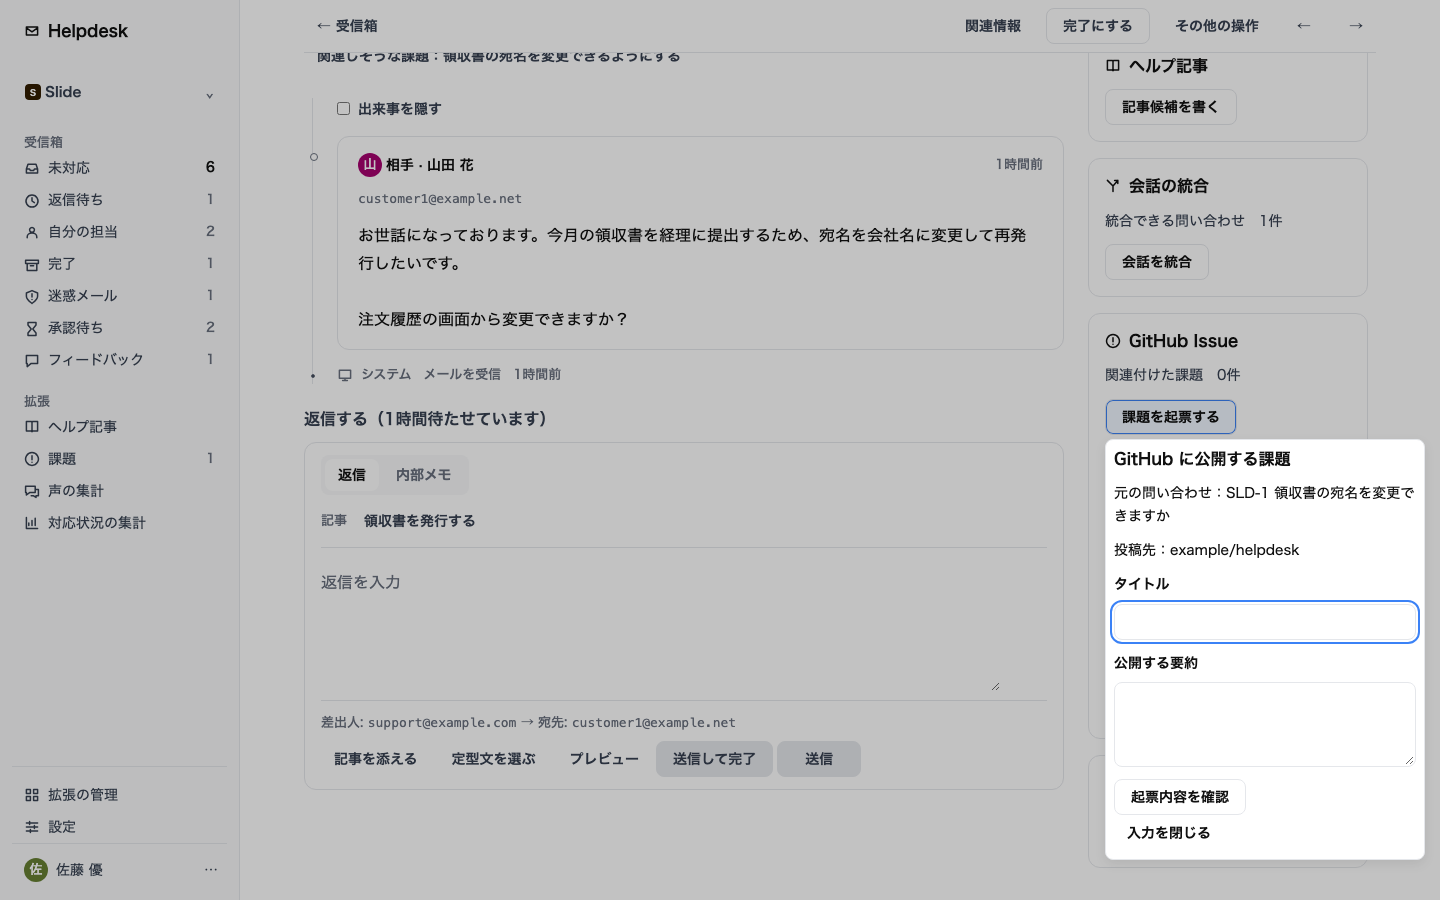 Helpdesk
S Slide
受信箱
未対応 6
返信待ち 1
自分の担当 2
完了 1
迷惑メール 1
承認待ち 2
フィードバック 1
拡張
ヘルプ記事
課題 1
声の集計
対応状況の集計
拡張の管理
設定
佐 佐藤 優 …
← 受信箱
関連情報 完了にする その他の操作 ← →
関連しそうな課題：領収書の宛名を変更できるようにする
出来事を隠す
山 相手 · 山田 花 1時間前
customer1@example.net
お世話になっております。今月の領収書を経理に提出するため、宛名を会社名に変更して再発
行したいです。
注文履歴の画面から変更できますか？
システム メールを受信 1時間前
返信する（1時間待たせています）
返信 内部メモ
記事 領収書を発行する
返信を入力
差出人: support@example.com → 宛先: customer1@example.net
記事を添える 定型文を選ぶ プレビュー 送信して完了 送信
ヘルプ記事
記事候補を書く
会話の統合
統合できる問い合わせ 1件
会話を統合
GitHub Issue
関連付けた課題 0件
課題を起票する
GitHub に公開する課題
元の問い合わせ：SLD-1 領収書の宛名を変更で
きますか
投稿先：example/helpdesk
タイトル
公開する要約
起票内容を確認
入力を閉じる